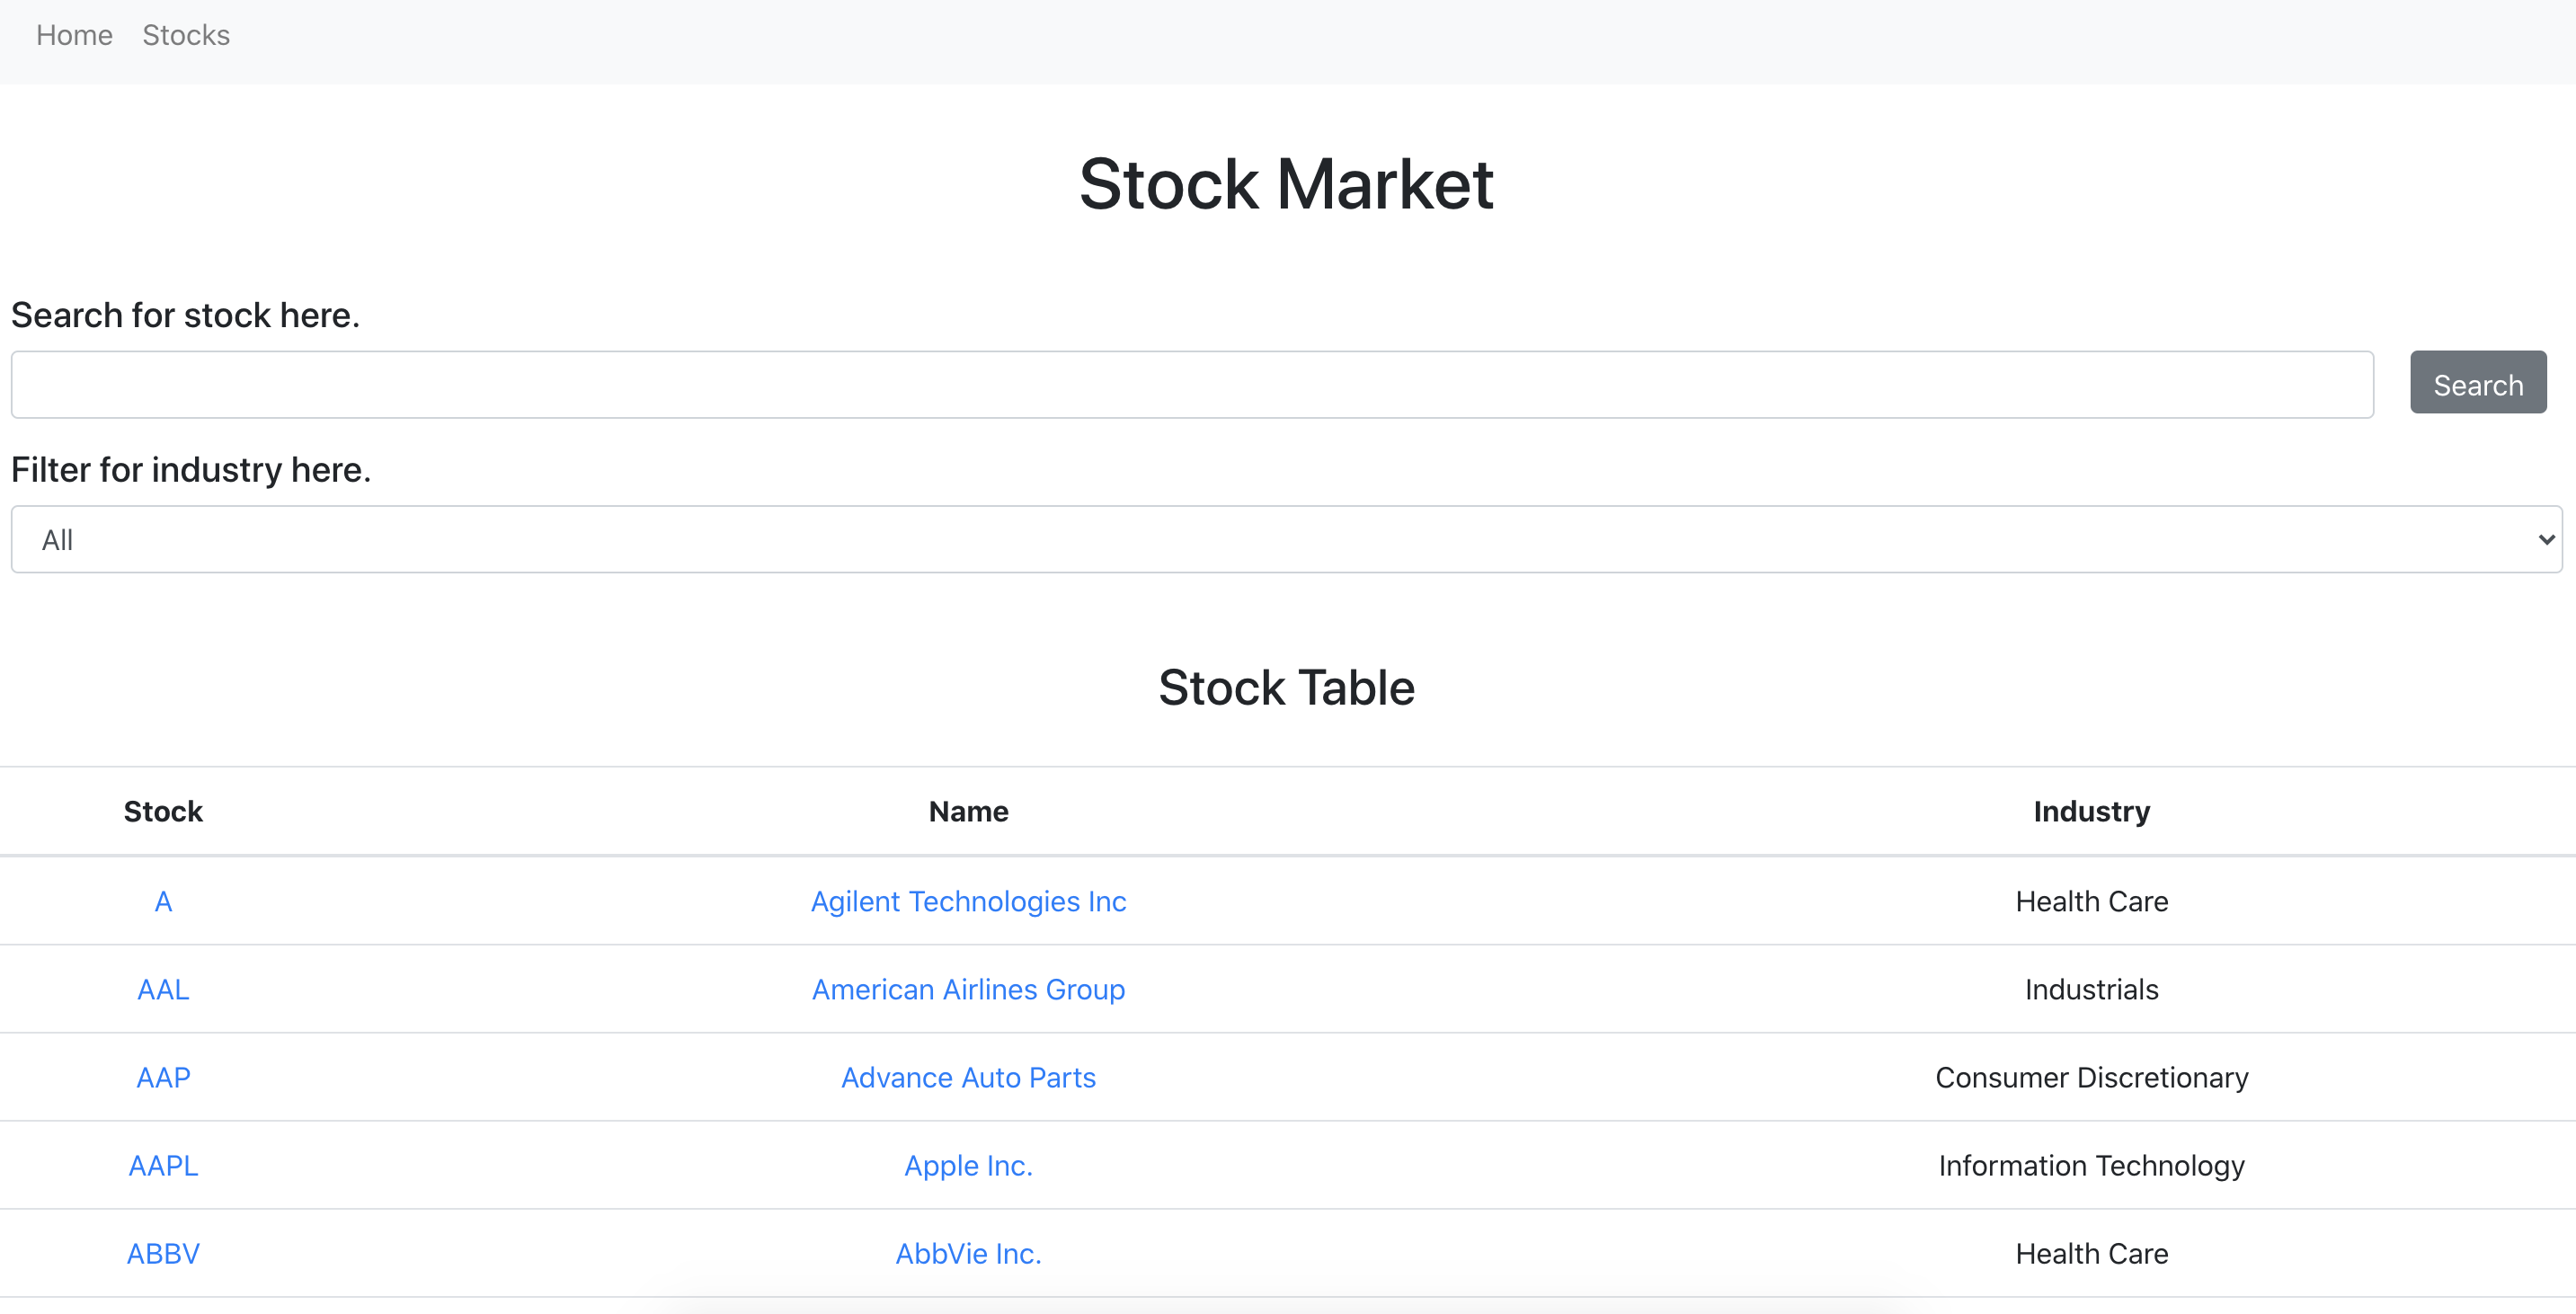 Home Stocks
Stock Market
Search for stock here.
Search
Filter for industry here.
All
Stock Table
Stock Name Industry
A Agilent Technologies Inc Health Care
AAL American Airlines Group Industrials
AAP Advance Auto Parts Consumer Discretionary
AAPL Apple Inc. Information Technology
ABBV AbbVie Inc. Health Care